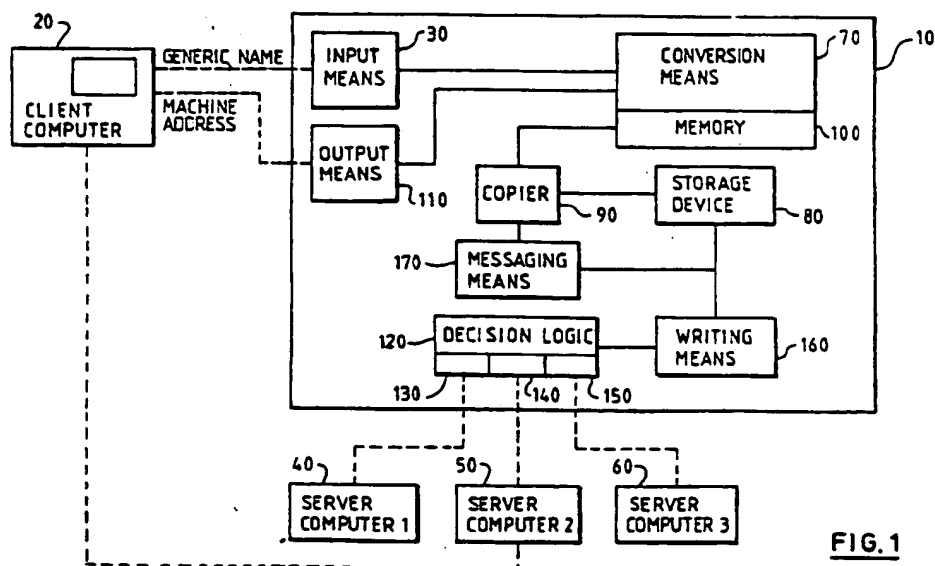 20
CLIENT
COMPUTER
GENERIC NAME
MACHINE
ADDRESS
30
INPUT
MEANS
OUTPUT
MEANS
110
CONVERSION
MEANS
70
10
MEMORY
100
COPIER
90
STORAGE
DEVICE
80
170
MESSAGING
MEANS
120
DECISION LOGIC
130
140
150
WRITING
MEANS
160
40
SERVER
COMPUTER 1
50
SERVER
COMPUTER 2
60
SERVER
COMPUTER 3
FIG.1